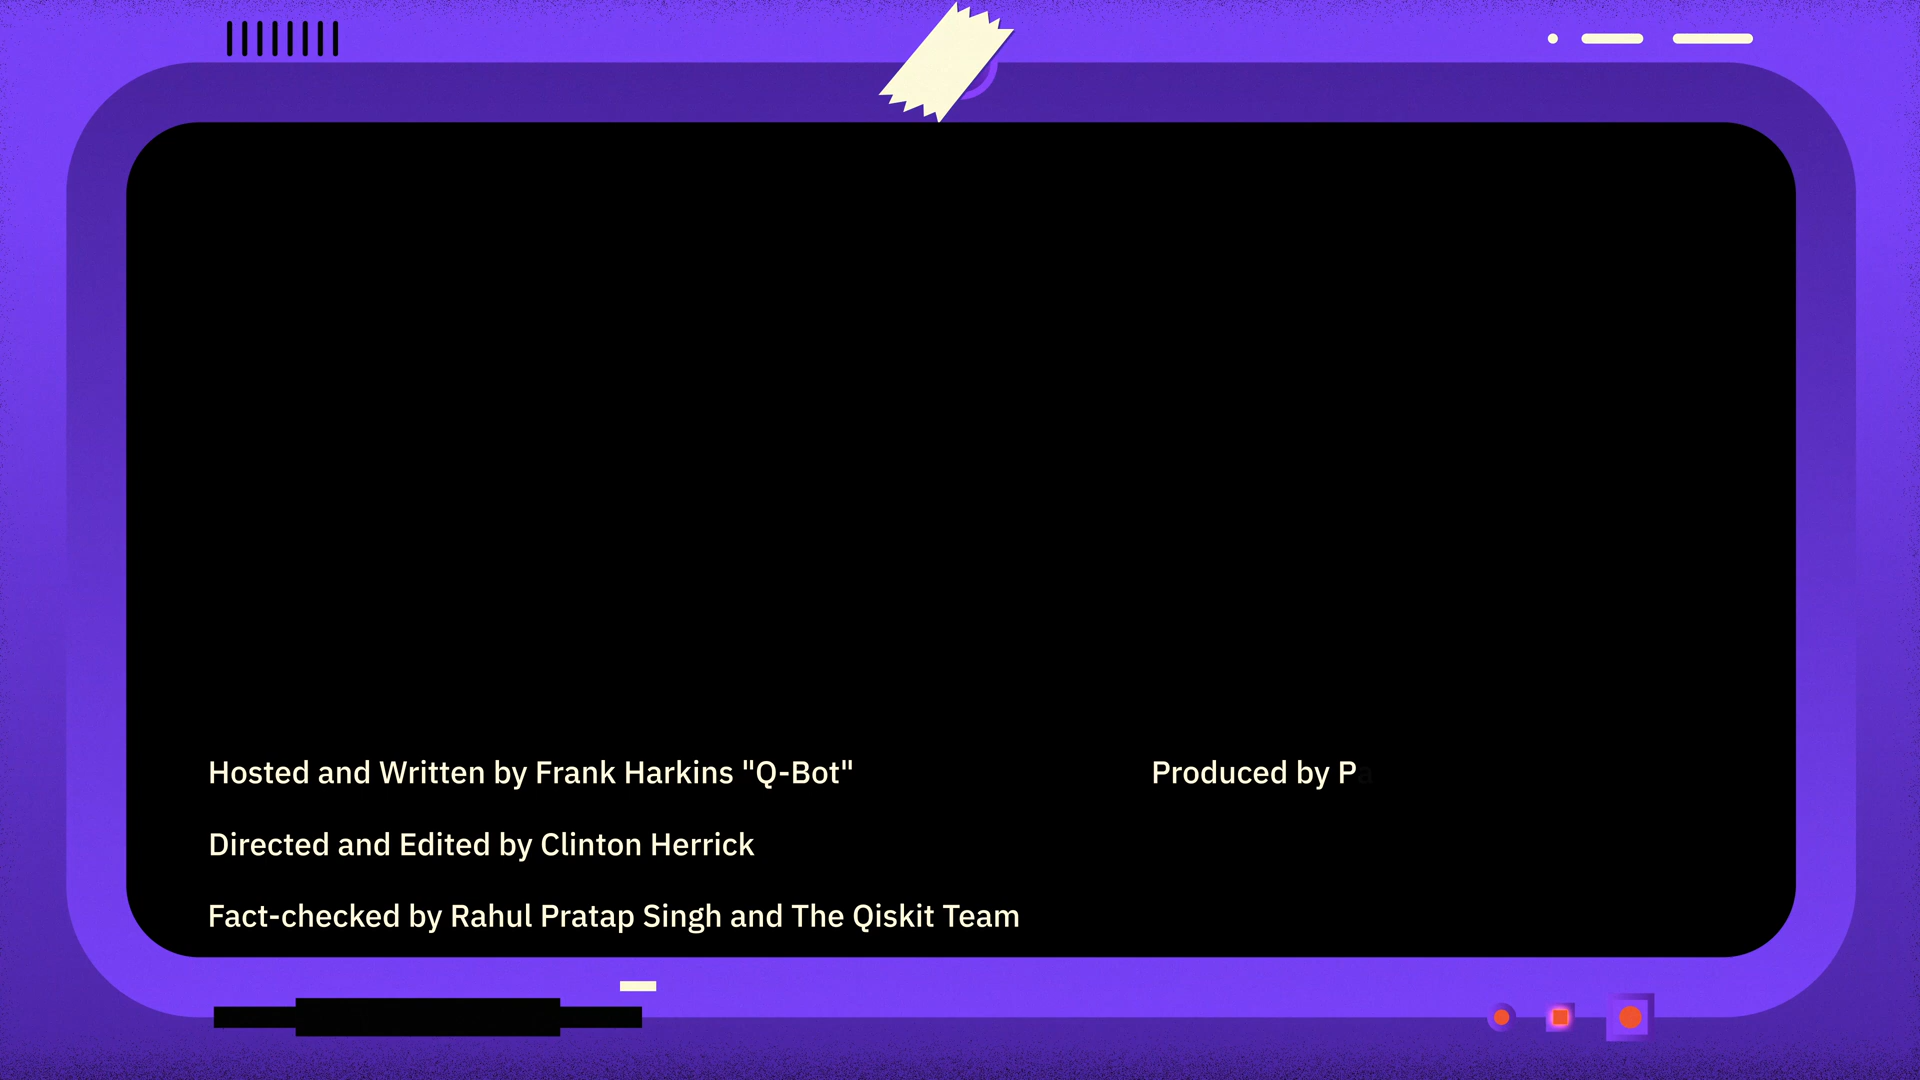 Hosted and Written by Frank Harkins "Q-Bot"
Produced by Pa
Directed and Edited by Clinton Herrick
Fact-checked by Rahul Pratap Singh and The Qiskit Team